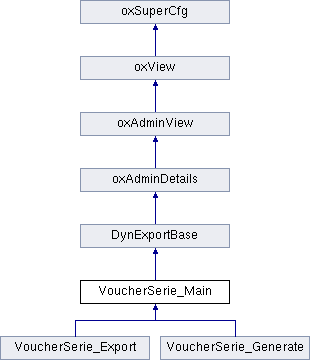 oxSuperCfg
oxView
oxAdminView
oxAdminDetails
DynExportBase
VoucherSerie_Main
VoucherSerie_Export
VoucherSerie_Generate